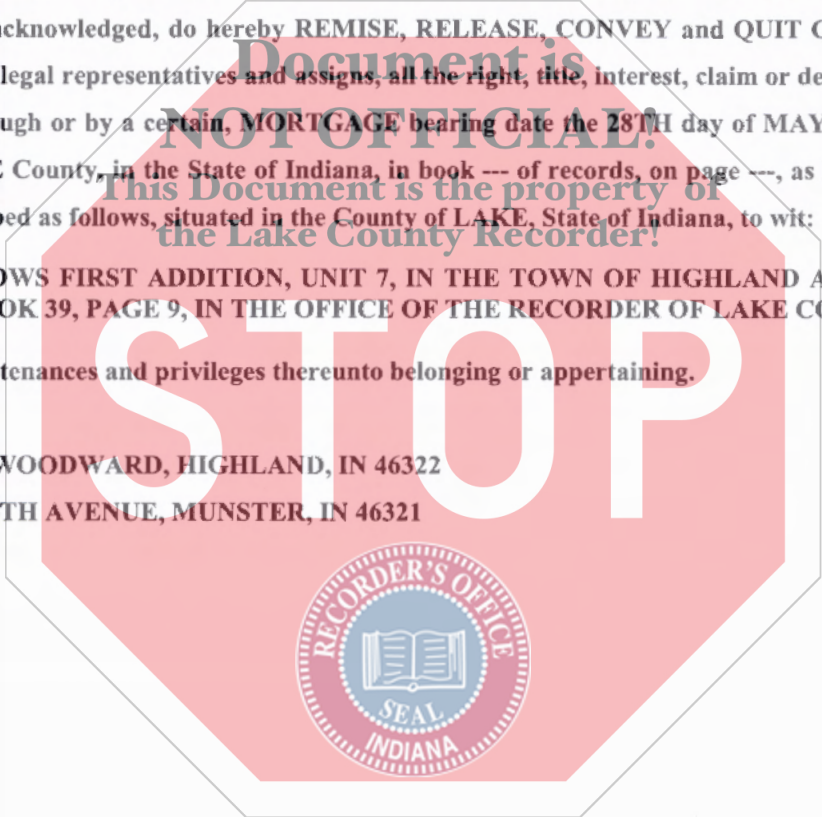 acknowledged, do hereby REMISE, RELEASE, CONVEY and QUIT C
Document is
legal representatives and assigns, all the right, title, interest, claim or de
NOT OFFICIAL!
ugh or by a certain, MORTGAGE bearing date the 28TH day of MAY
E County, in the State of Indiana, in book --- of records, on page ---, as
This Document is the property of
bed as follows, situated in the County of LAKE, State of Indiana, to wit:
the Lake County Recorder!
OWS FIRST ADDITION, UNIT 7, IN THE TOWN OF HIGHLAND A
OK 39, PAGE 9, IN THE OFFICE OF THE RECORDER OF LAKE CO
STOP
tenances and privileges thereunto belonging or appertaining.
WOODWARD, HIGHLAND, IN 46322
TH AVENUE, MUNSTER, IN 46321
RECORDER'S OFFICE
SEAL
INDIANA